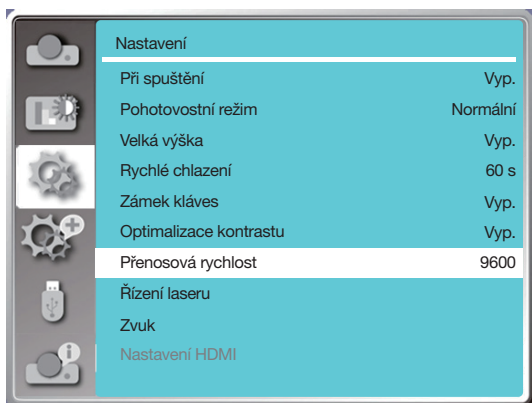 Nastavení
Při spuštění Vyp.
Pohotovostní režim Normální
Velká výška Vyp.
Rychlé chlazení 60 s
Zámek kláves Vyp.
Optimalizace kontrastu Vyp.
Přenosová rychlost 9600
Řízení laseru
Zvuk
Nastavení HDMI